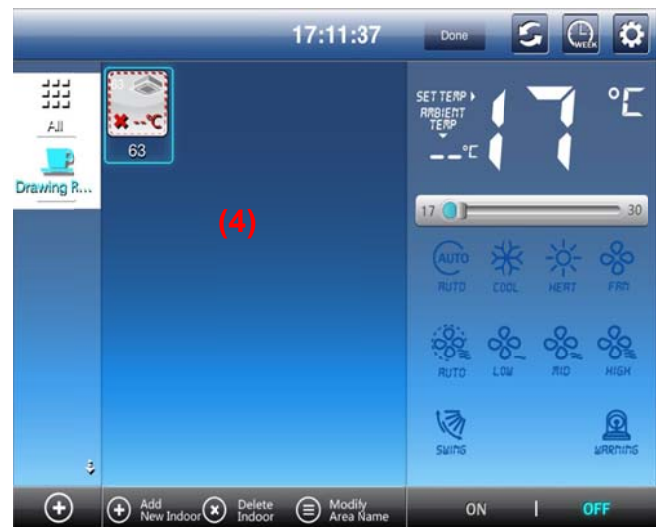 17:11:37
Done
WEEK
All
Drawing R...
63
--℃
63
(4)
SET TEMP
AMBIENT
TEMP
--℃
17 ℃
17
30
AUTO
AUTO
COOL
HEAT
FAN
AUTO
LOW
MID
HIGH
SWING
WARNING
Add
New Indoor
Delete
Indoor
Modify
Area Name
ON
OFF